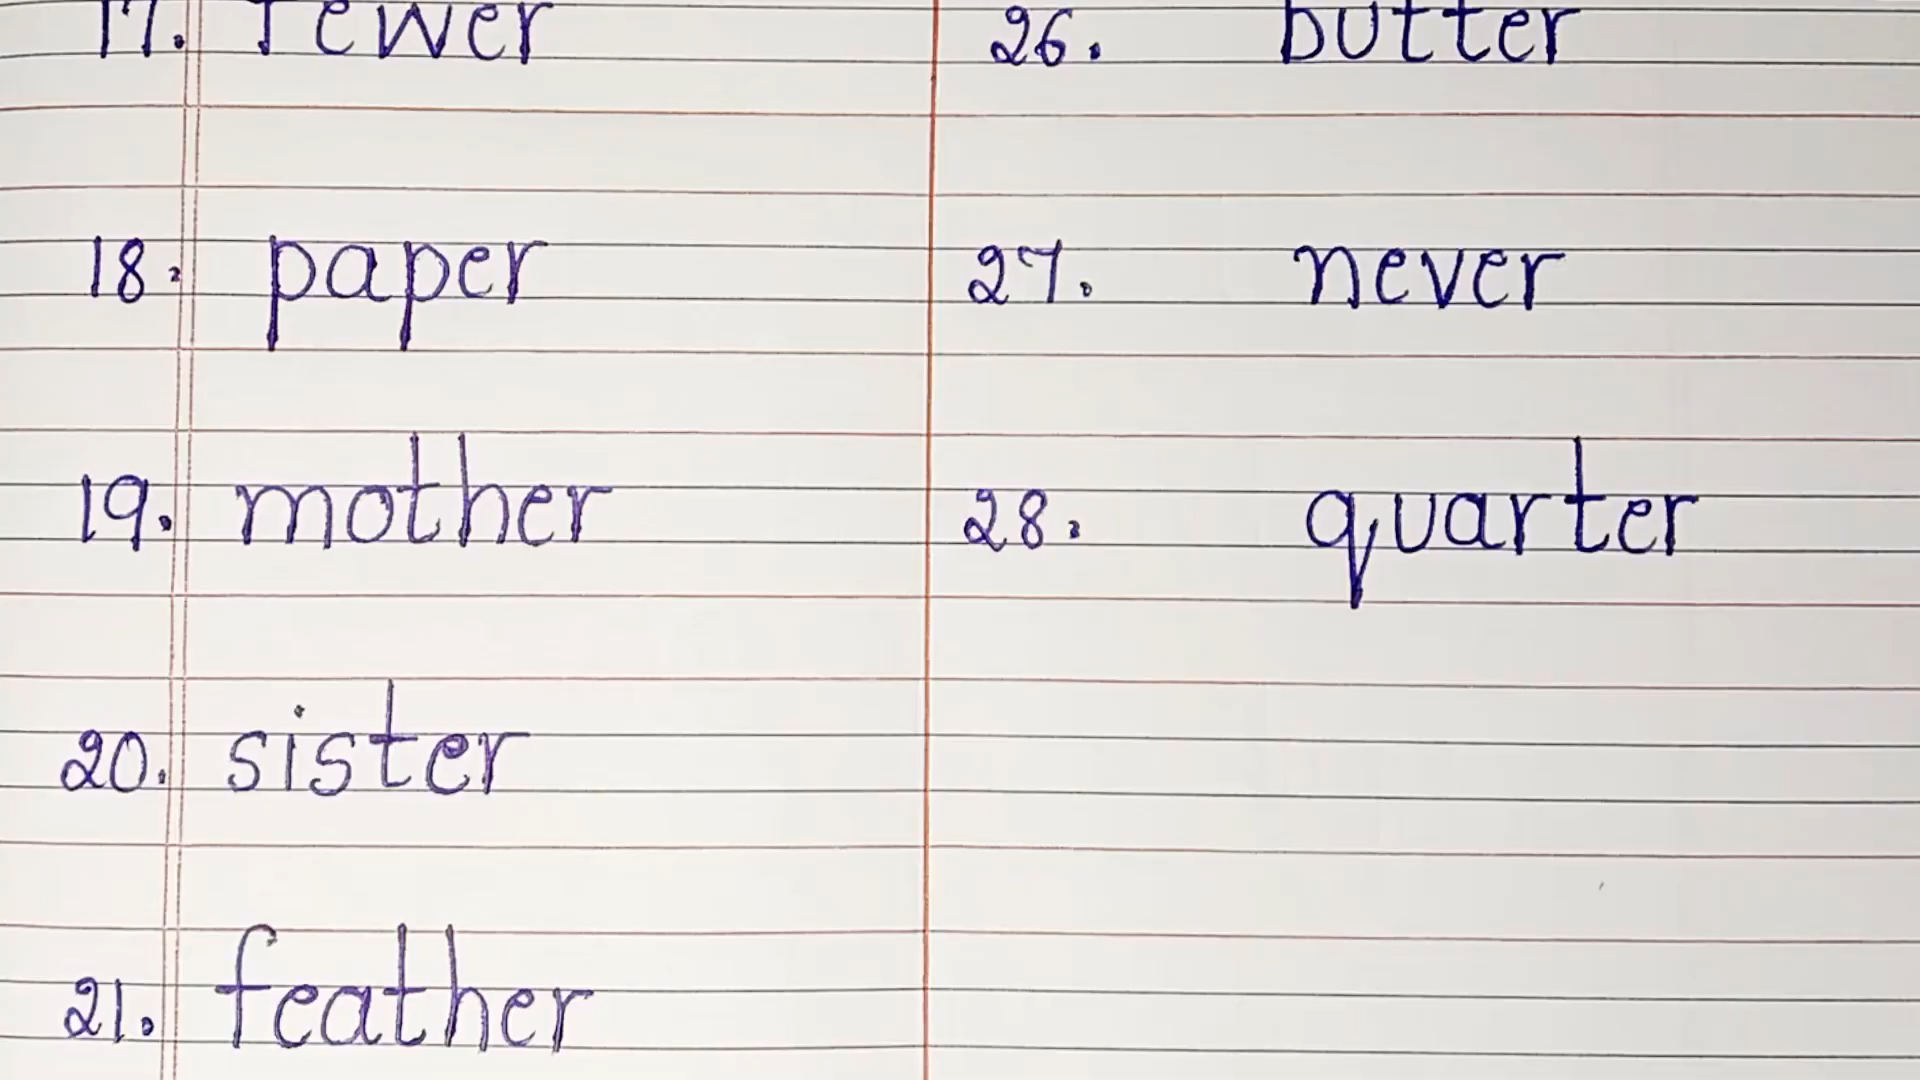 17. fewer
18. paper
19. mother
20. sister
21. feather
26. butter
27. never
28. quarter